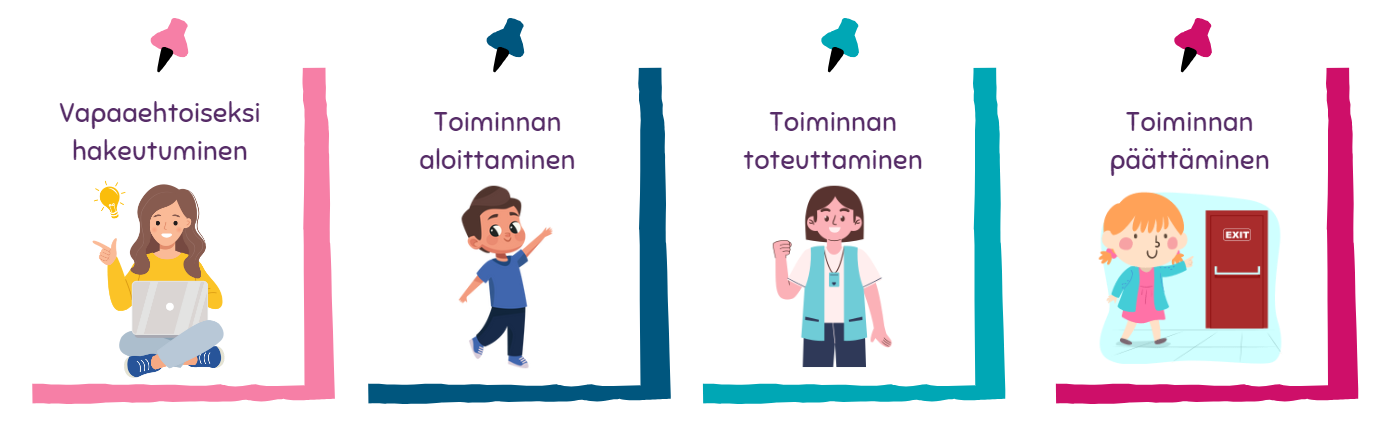 Vapaaehtoiseksi
hakeutuminen
Toiminnan
aloittaminen
Toiminnan
toteuttaminen
Toiminnan
päättäminen
EXIT